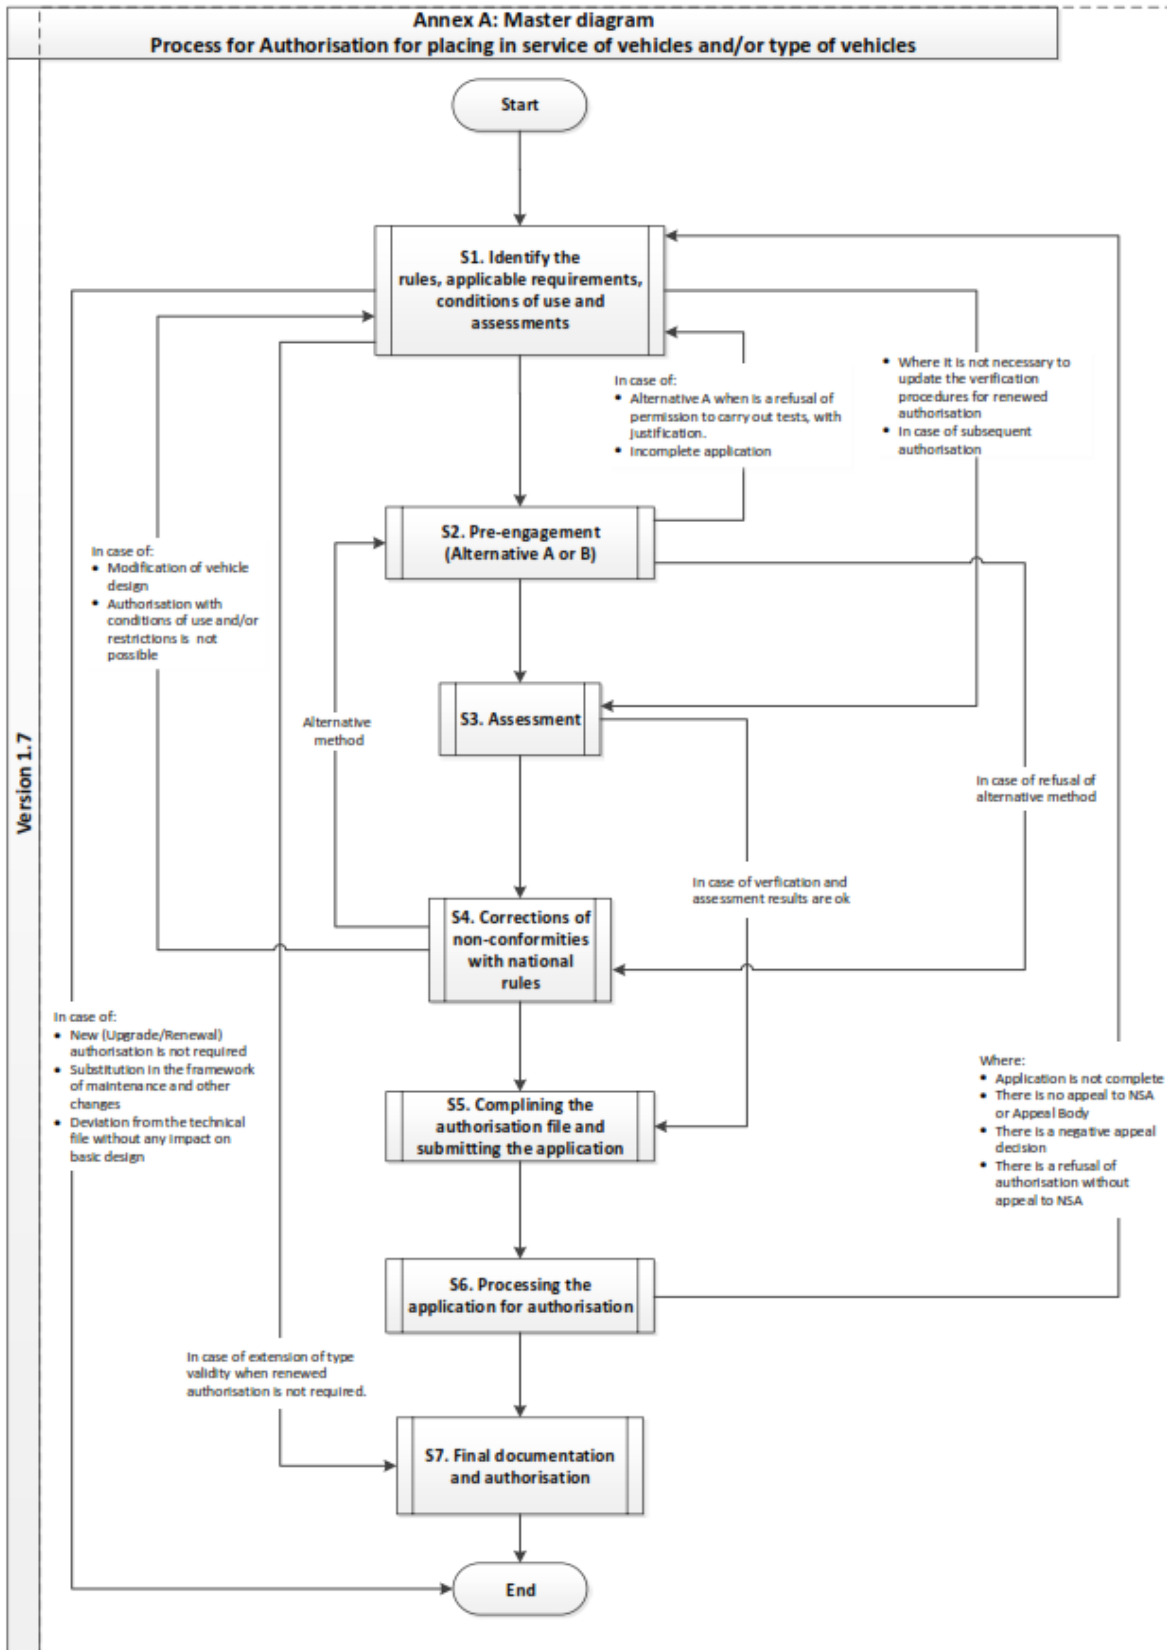 Annex A: Master diagram
Process for Authorisation for placing in service of vehicles and/or type of vehicles
Version 1.7
Start
S1. Identify the
rules, applicable requirements,
conditions of use and
assessments
In case of:
• Alternative A when is a refusal of
permission to carry out tests, with
justification.
• Incomplete application
• Where it is not necessary to
update the verification
procedures for renewed
authorisation
• In case of subsequent
authorisation
S2. Pre-engagement
(Alternative A or B)
In case of:
• Modification of vehicle
design
• Authorisation with
conditions of use and/or
restrictions is not
possible
S3. Assessment
Alternative
method
In case of refusal of
alternative method
In case of verfication and
assessment results are ok
S4. Corrections of
non-conformities
with national
rules
In case of:
• New (Upgrade/Renewal)
authorisation is not required
• Substitution in the framework
of maintenance and other
changes
• Deviation from the technical
file without any impact on
basic design
Where:
• Application is not complete
• There is no appeal to NSA
or Appeal Body
• There is a negative appeal
decision
• There is a refusal of
authorisation without
appeal to NSA
S5. Complining the
authorisation file and
submitting the application
S6. Processing the
application for authorisation
In case of extension of type
validity when renewed
authorisation is not required.
S7. Final documentation
and authorisation
End